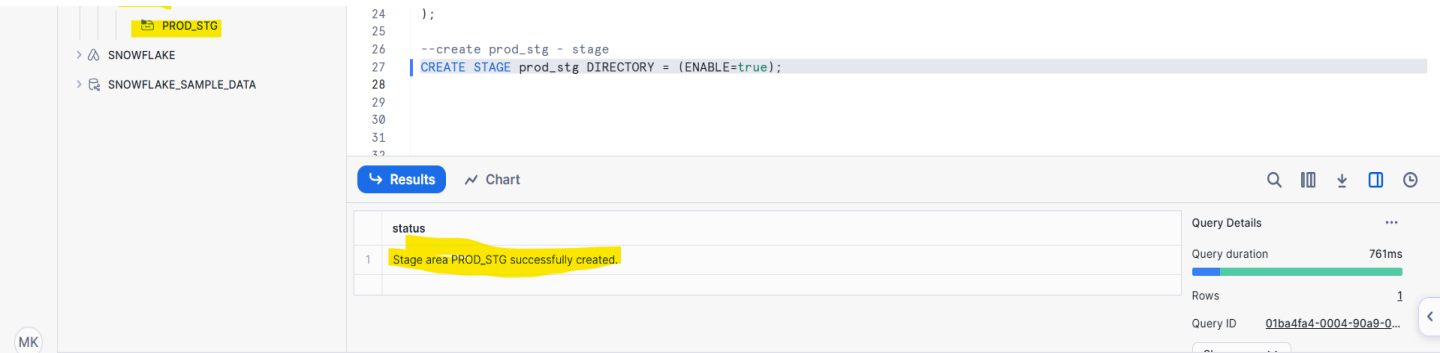 PROD_STG
SNOWFLAKE
SNOWFLAKE_SAMPLE_DATA
24 );
25
26 --create prod_stg - stage
27 CREATE STAGE prod_stg DIRECTORY = (ENABLE=true);
28
29
30
31
32
Results
Chart
status
1 Stage area PROD_STG successfully created.
Query Details
...
Query duration 761ms
Rows 1
Query ID 01ba4fa4-0004-90a9-0...
MK